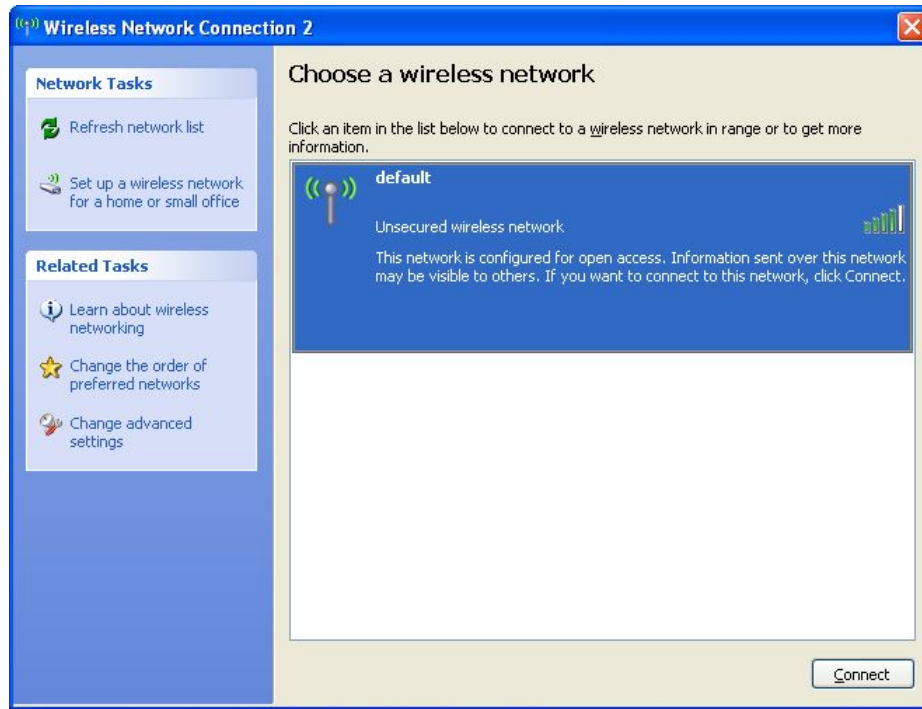 Wireless Network Connection 2
Network Tasks
Refresh network list
Set up a wireless network
for a home or small office
Related Tasks
Learn about wireless
networking
Change the order of
preferred networks
Change advanced
settings
Choose a wireless network
Click an item in the list below to connect to a wireless network in range or to get more
information.
default
Unsecured wireless network
This network is configured for open access. Information sent over this network
may be visible to others. If you want to connect to this network, click Connect.
Connect